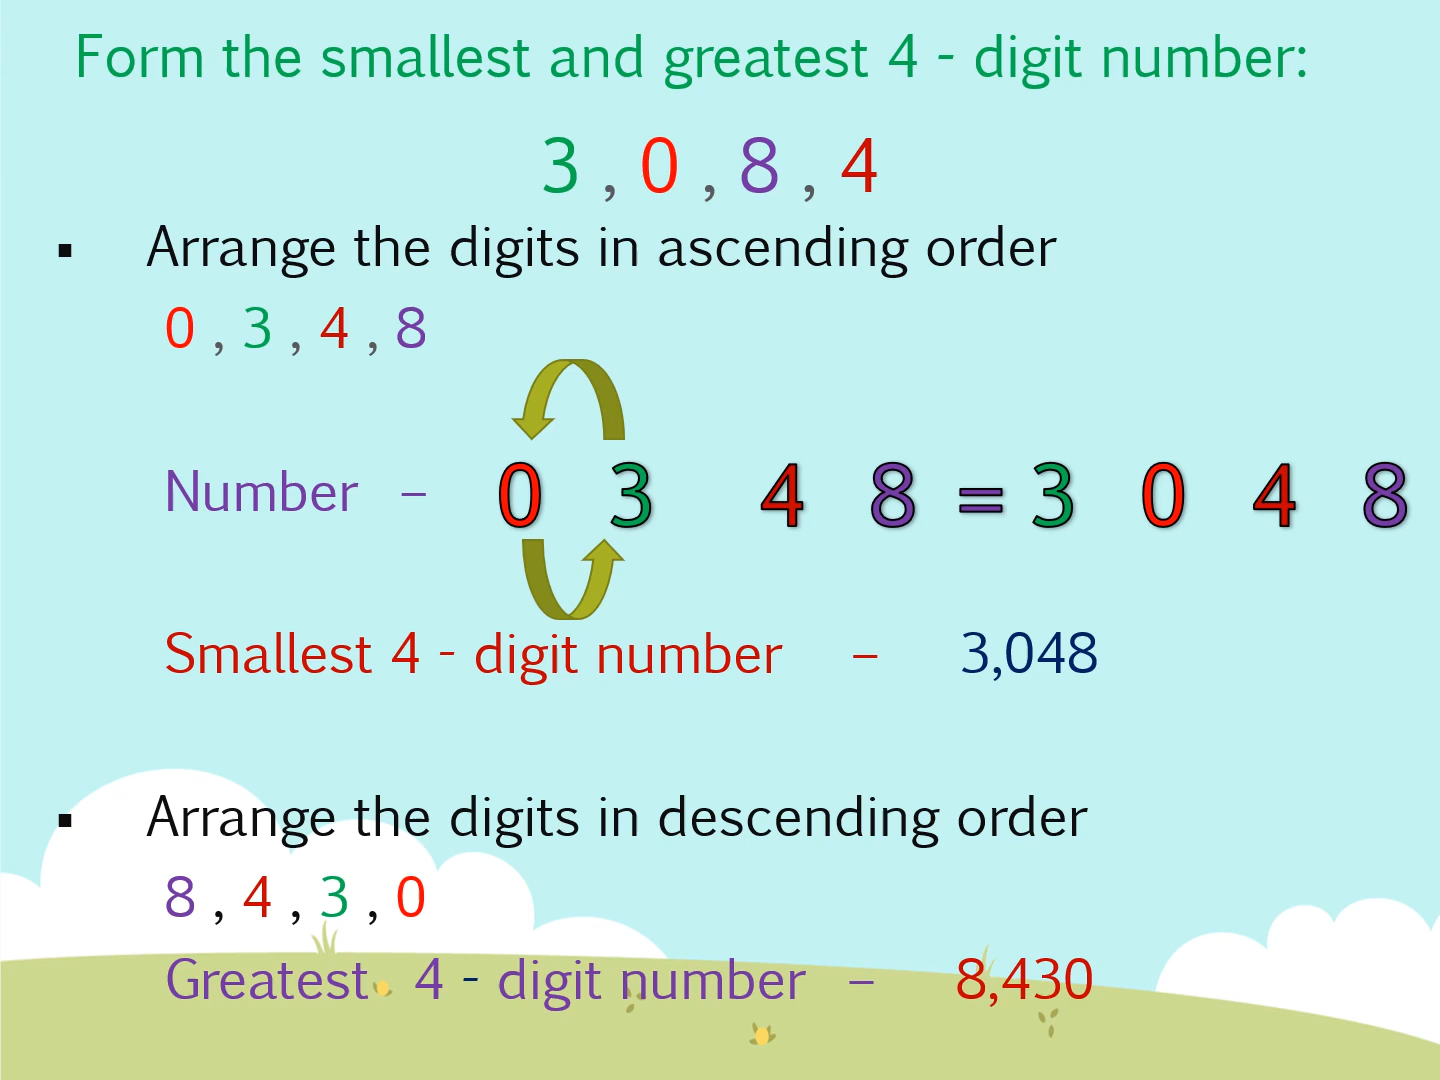 Form the smallest and greatest 4 - digit number:
3 , 0 , 8 , 4
▪ Arrange the digits in ascending order
0 , 3 , 4 , 8
Number – 0 3 4 8 = 3 0 4 8
Smallest 4 - digit number – 3,048
▪ Arrange the digits in descending order
8 , 4 , 3 , 0
Greatest 4 - digit number – 8,430